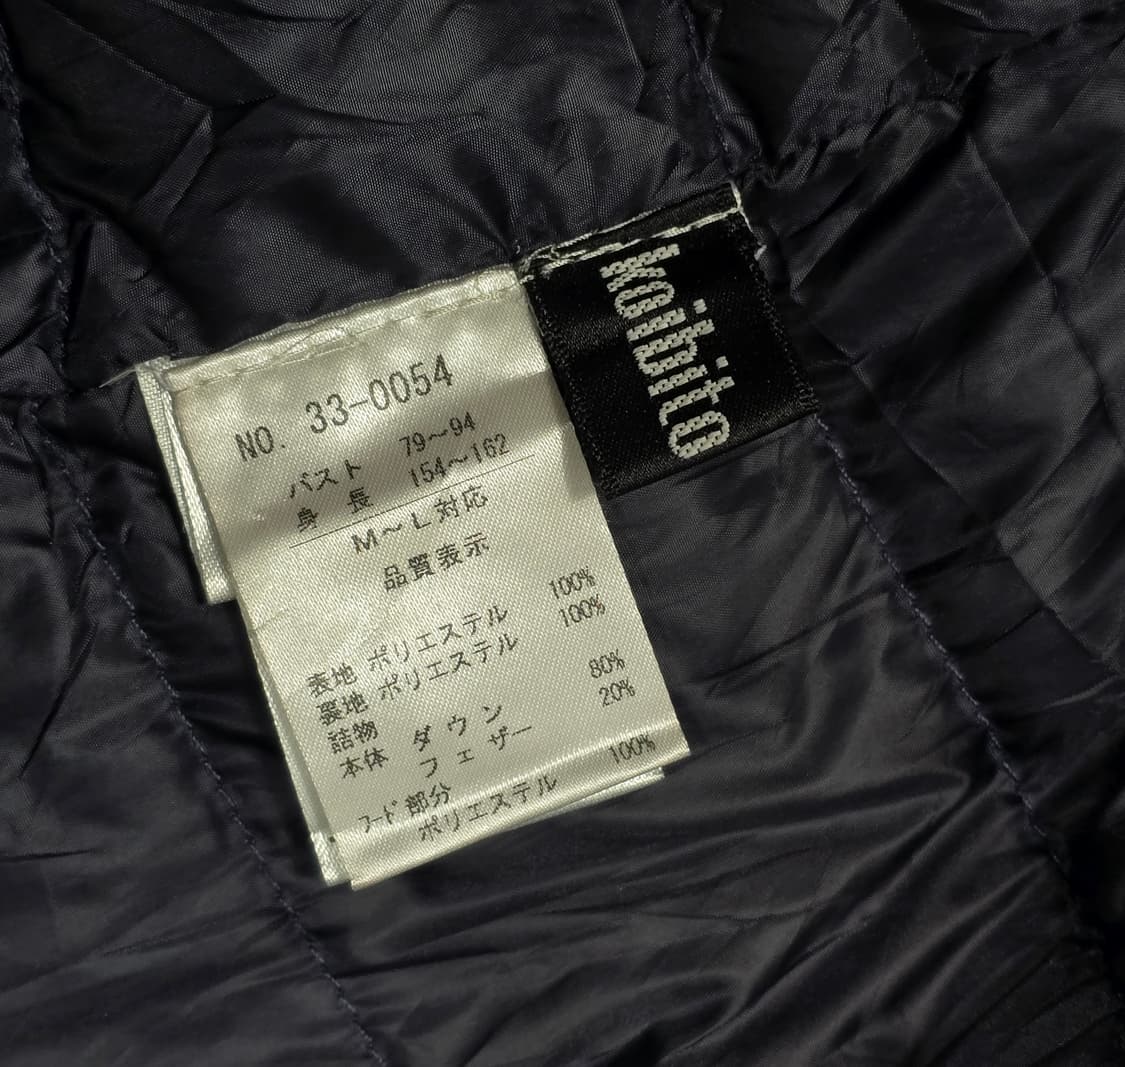 NO. 33-0054
バスト 79~94
身長 154~162
M~L対応
品質表示
表地 ポリエステル 100%
裏地 ポリエステル 100%
詰物
本体 ダウン 80%
フェザー 20%
フード部分
ポリエステル 100%
koibito